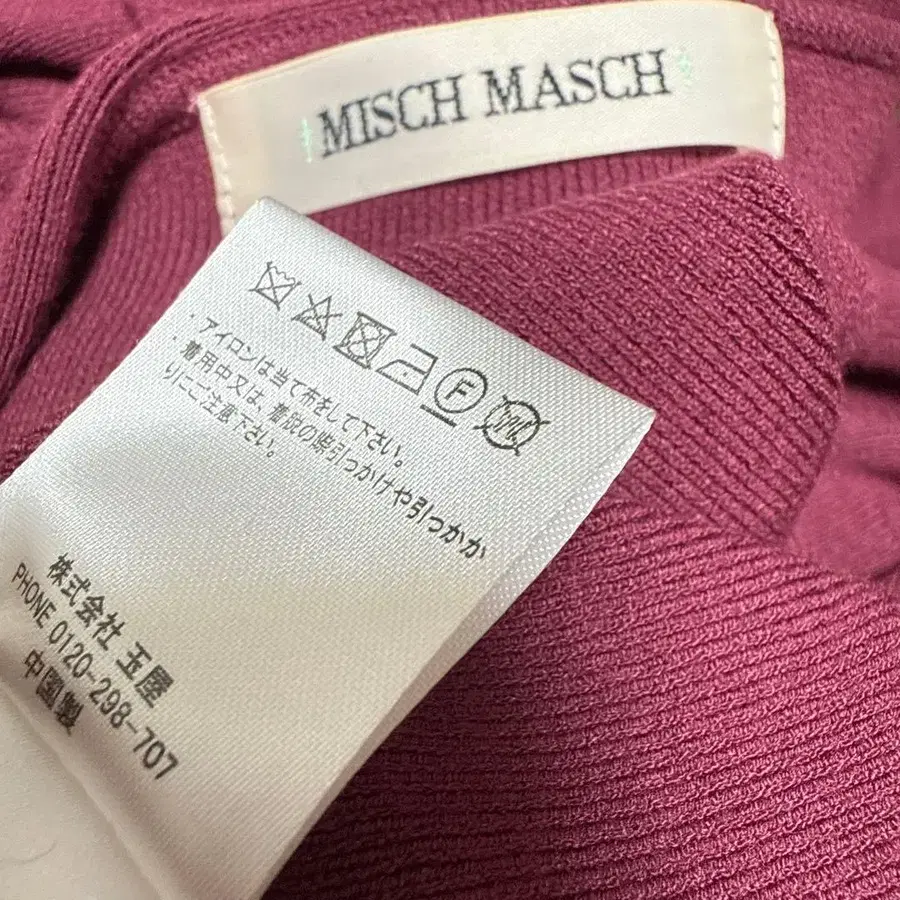 MISCH MASCH
F
W
・アイロンは当て布をして下さい。
・着用中又は、着脱の際引っかけや引っかか
りにご注意下さい。
株式会社 玉屋
PHONE 0120-298-707
中国製